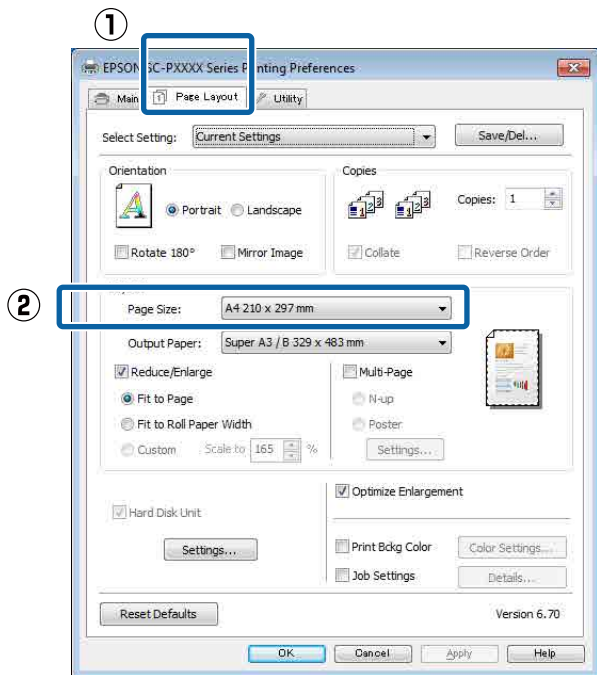 1
EPSON SC-PXXXX Series Printing Preferences
Main Page Layout Utility
Select Setting: Current Settings Save/Del...
Orientation Copies
Portrait Landscape Copies: 1
Rotate 180° Mirror Image Collate Reverse Order
2
Page Size: A4 210 x 297 mm
Output Paper: Super A3 / B 329 x 483 mm
Reduce/Enlarge Multi-Page
Fit to Page N-up
Fit to Roll Paper Width Poster
Custom Scale to 165 % Settings...
Optimize Enlargement
Hard Disk Unit
Settings... Print Bckg Color Color Settings...
Job Settings Details...
Reset Defaults Version 6.70
OK Cancel Apply Help